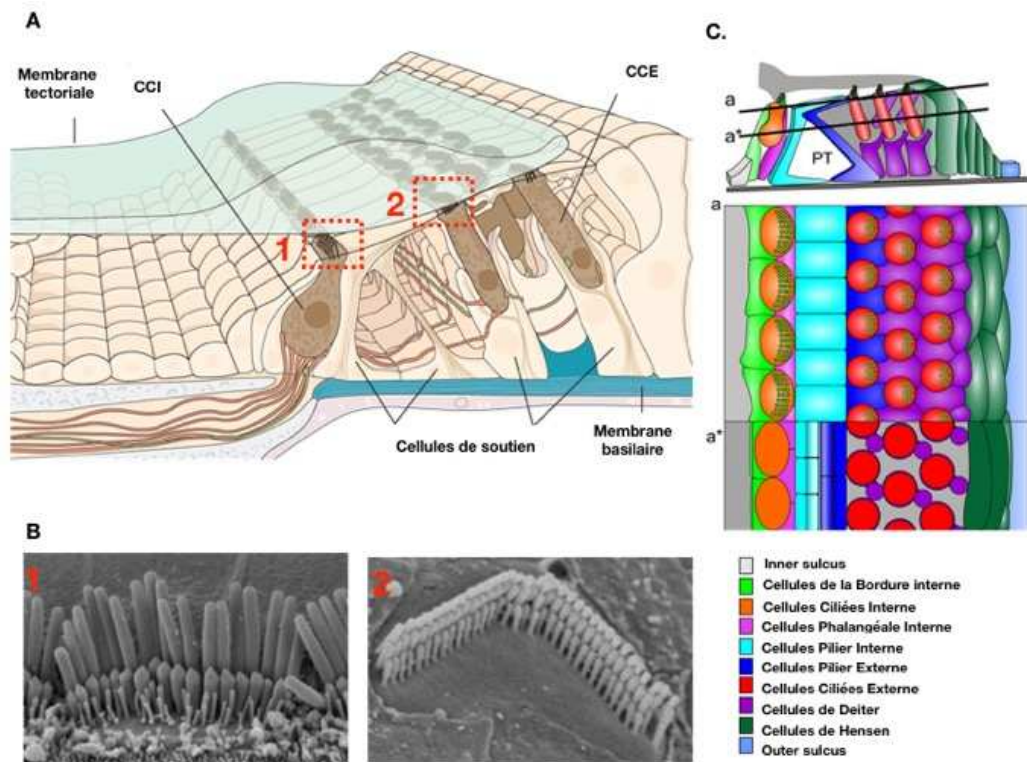 A
Membrane
tectoriale
CCI
CCE
1
2
Cellules de soutien
Membrane
basilaire
B
1
2
C.
a
a*
PT
a
a*
Inner sulcus
Cellules de la Bordure interne
Cellules Ciliées Interne
Cellules Phalangéale Interne
Cellules Pilier Interne
Cellules Pilier Externe
Cellules Ciliées Externe
Cellules de Deiter
Cellules de Hensen
Outer sulcus